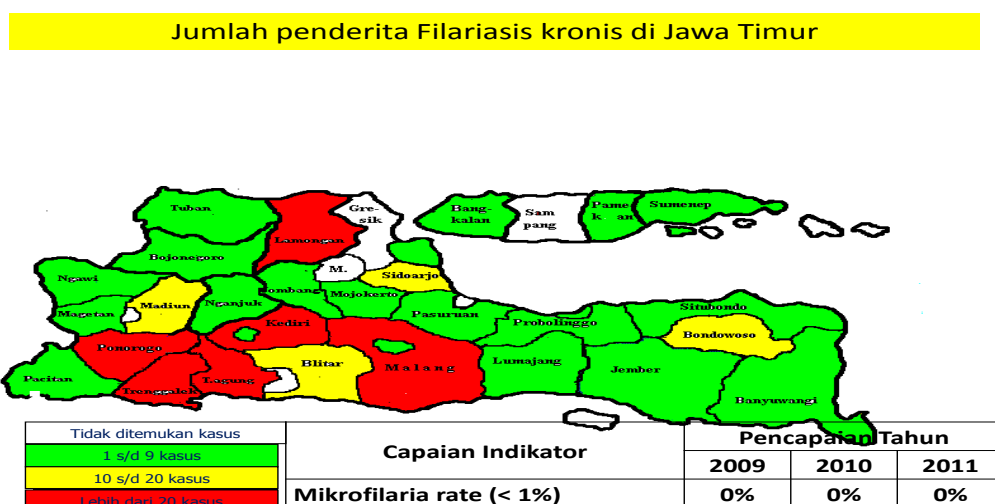 Jumlah penderita Filariasis kronis di Jawa Timur
Tuban
Lamongan
Gre-
sik
Bang-
kalan
Sam
pang
Pame
k an
Sumenep
Bojonegoro
Ngawi
M.
Sidoarjo
Magetan
Madiun
Nganjuk
Jombang
Mojokerto
Pasuruan
Probolinggo
Situbondo
Bondowoso
Kediri
Ponorogo
Pacitan
Trenggalek
Tagung
Blitar
Malang
Lumajang
Jember
Banyuwangi
Tidak ditemukan kasus
1 s/d 9 kasus
10 s/d 20 kasus
Lebih dari 20 kasus
Capaian Indikator
Pencapaian Tahun
2009 2010 2011
Mikrofilaria rate (< 1%) 0% 0% 0%